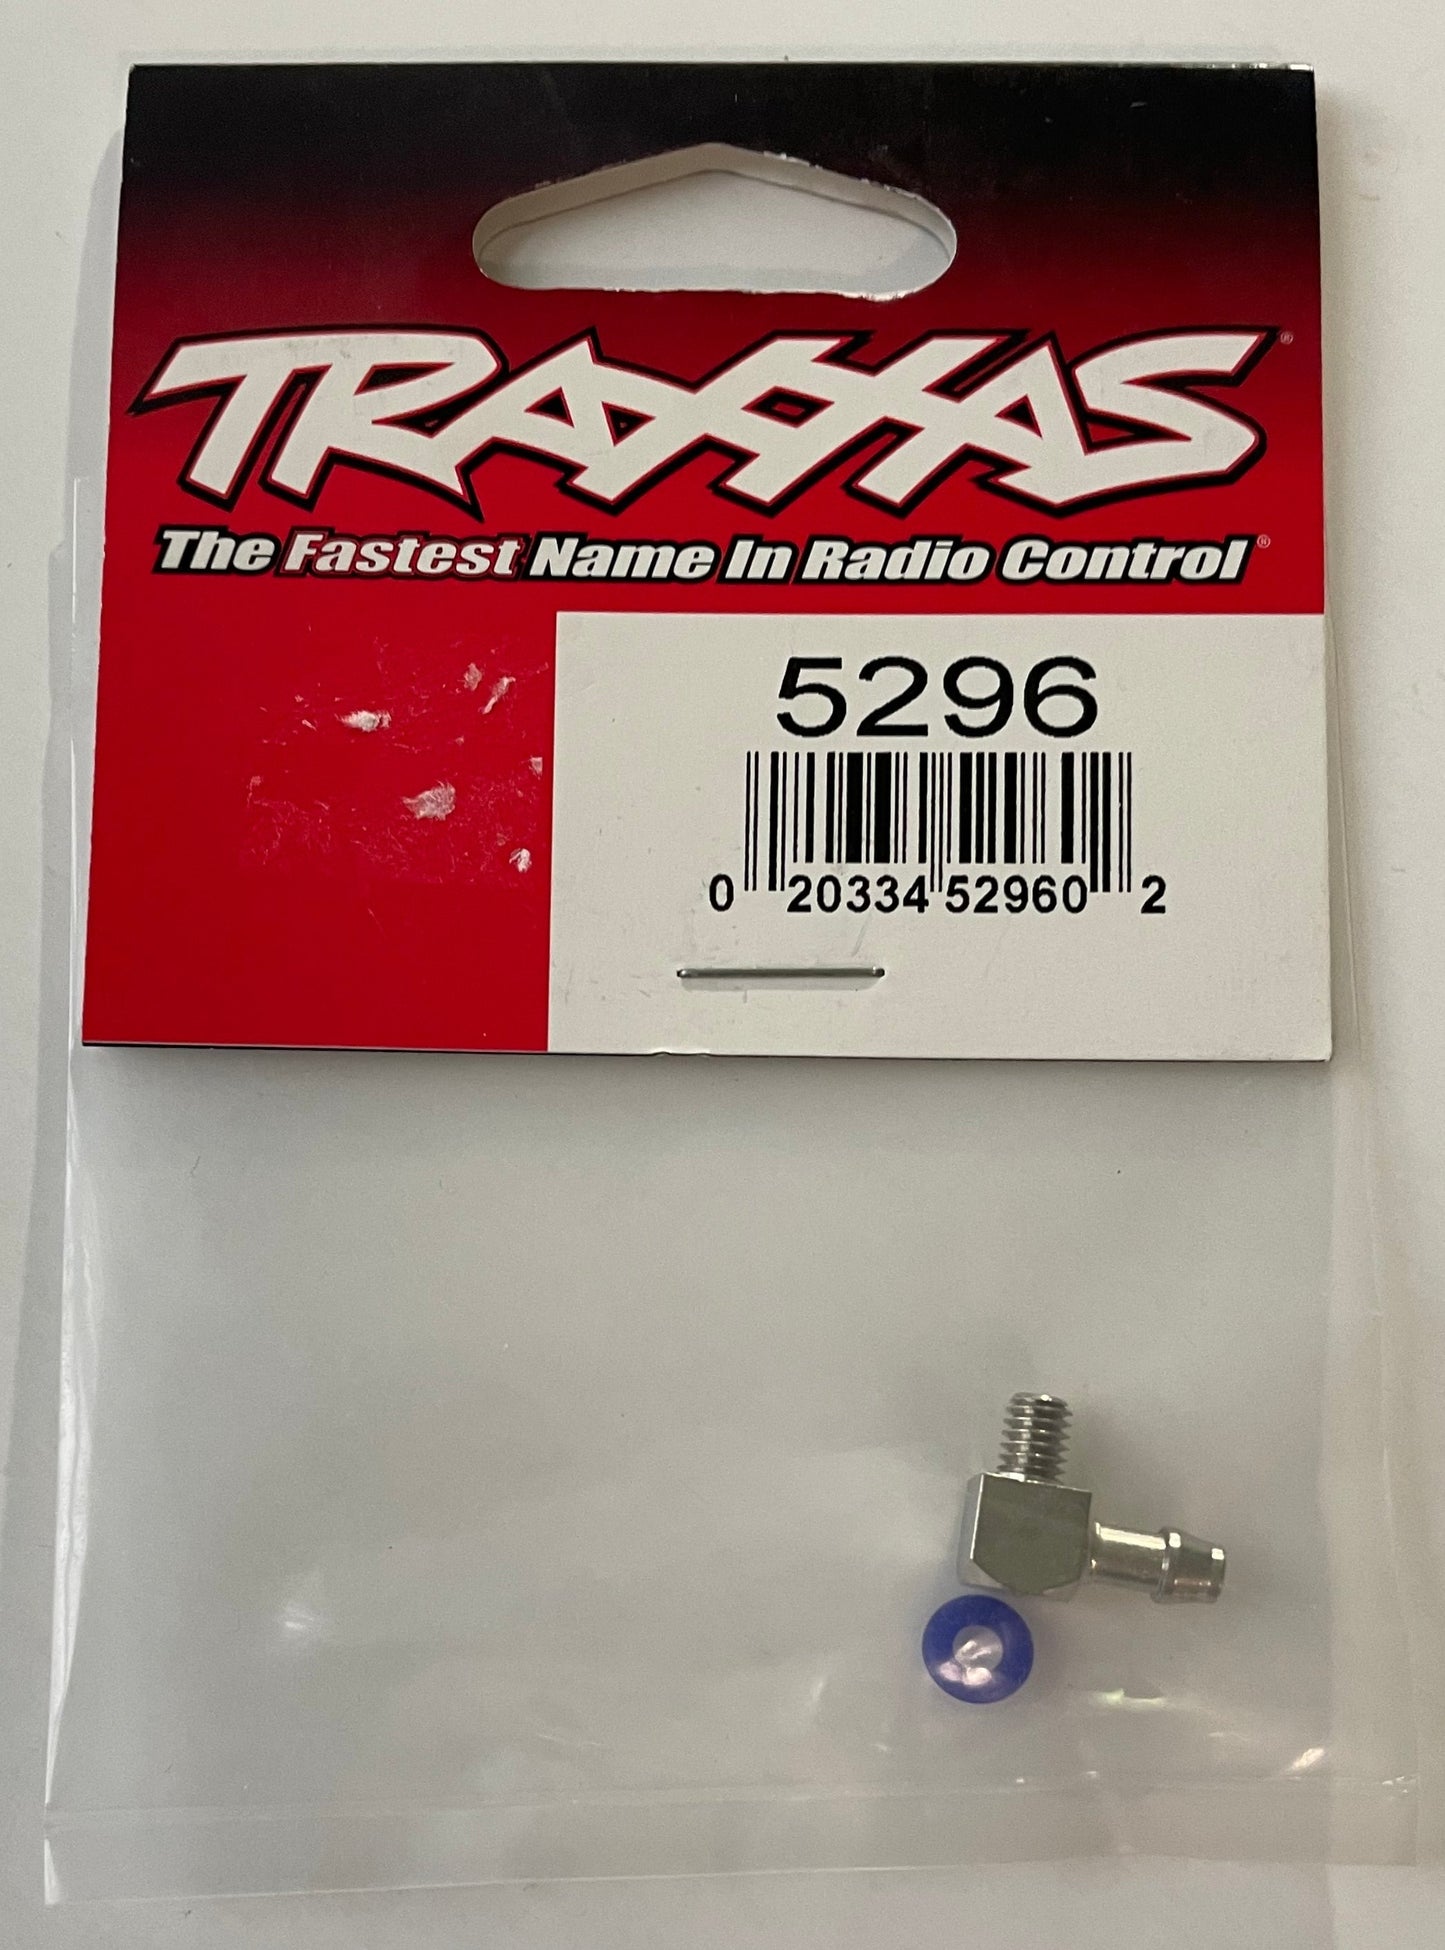 TRAXXAS®
The Fastest Name In Radio Control®
5296
0 20334 52960 2